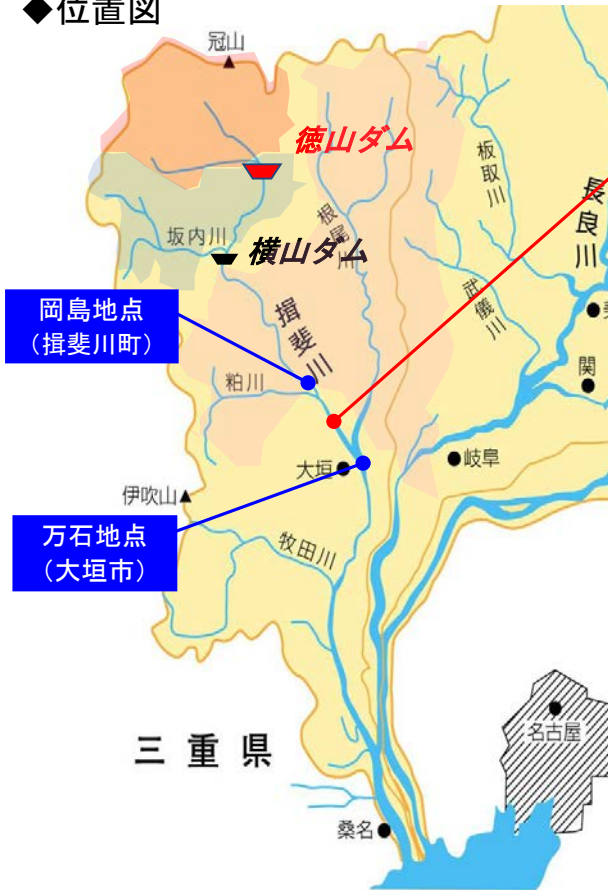 ◆位置図
冠山
徳山ダム
板取川
根尾川
長良川
坂内川
横山ダム
武儀川
岡島地点
（揖斐川町）
揖斐川
関
粕川
大垣
岐阜
伊吹山
万石地点
（大垣市）
牧田川
三重県
名古屋
桑名